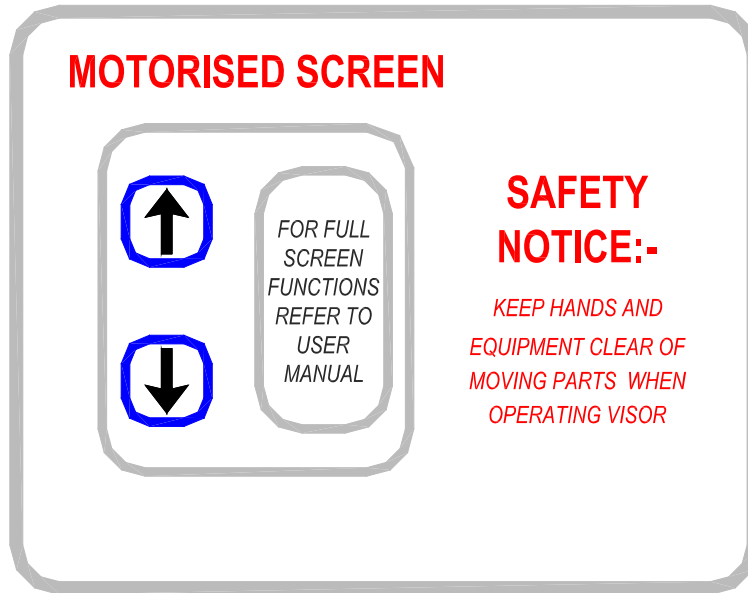 MOTORISED SCREEN
FOR FULL
SCREEN
FUNCTIONS
REFER TO
USER
MANUAL
SAFETY
NOTICE:-
KEEP HANDS AND
EQUIPMENT CLEAR OF
MOVING PARTS WHEN
OPERATING VISOR